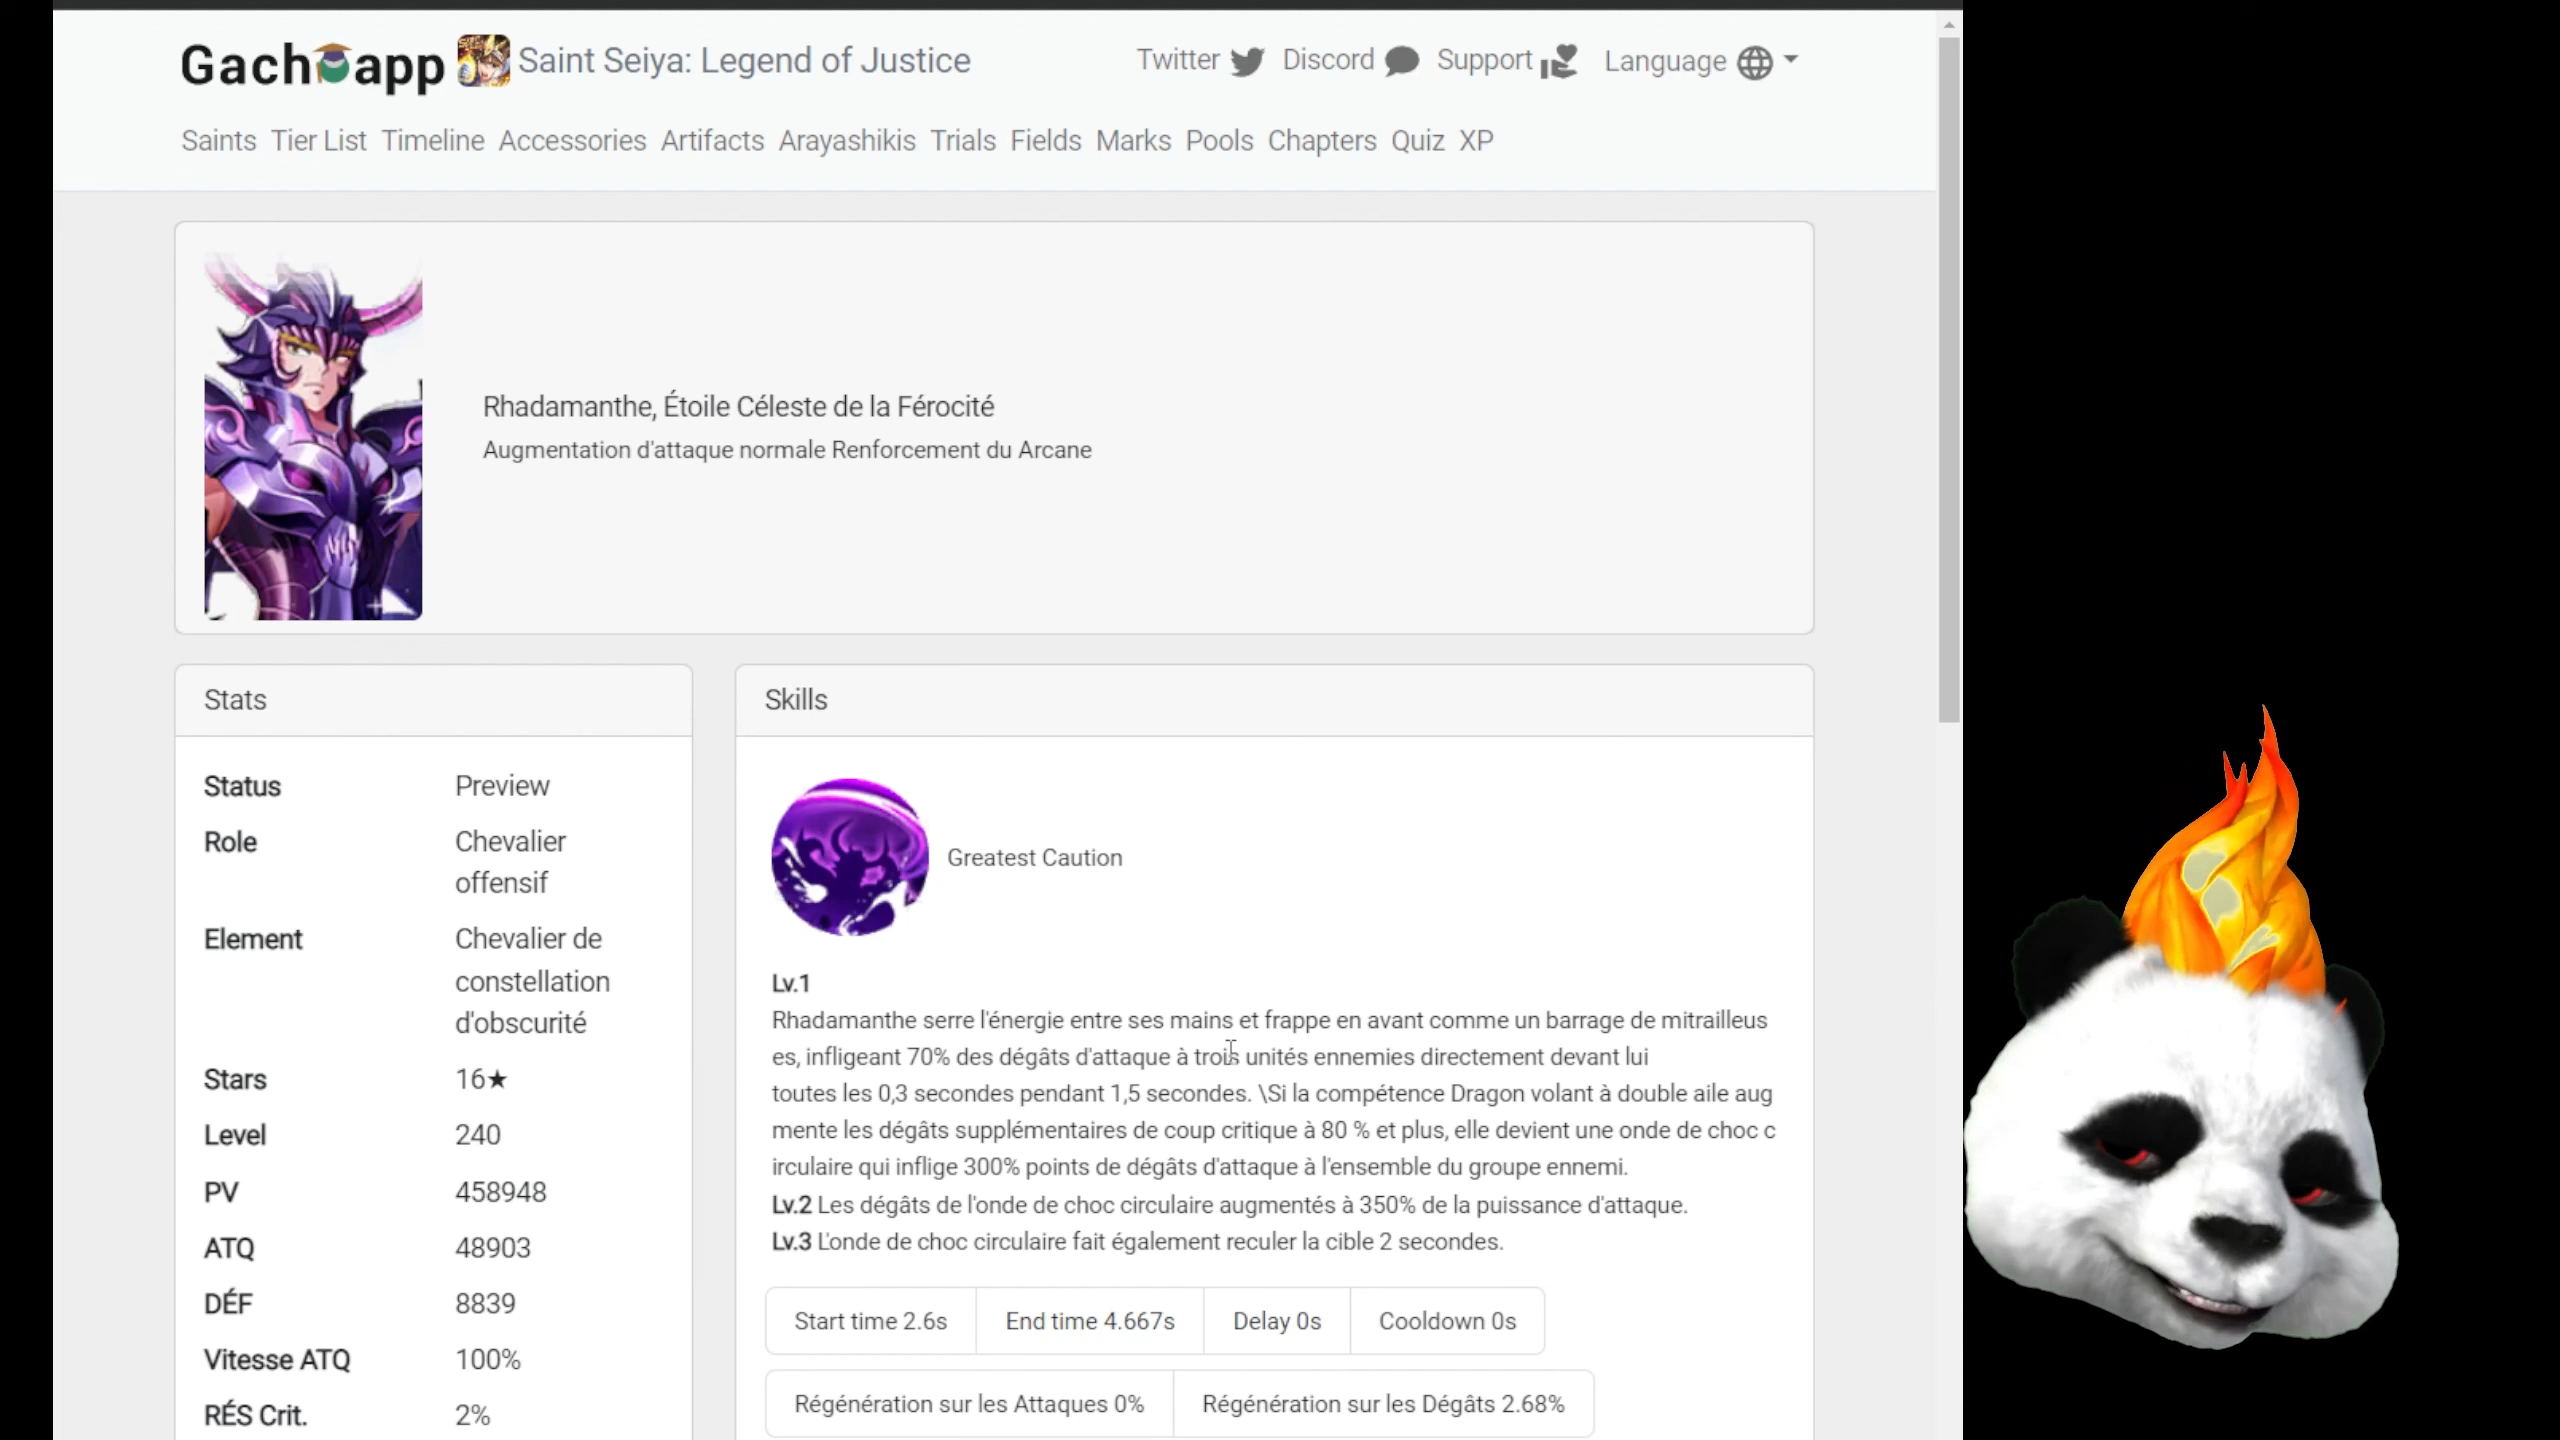 Gachapp Saint Seiya: Legend of Justice Twitter Discord Support Language
Saints Tier List Timeline Accessories Artifacts Arayashikis Trials Fields Marks Pools Chapters Quiz XP
Rhadamanthe, Étoile Céleste de la Férocité
Augmentation d'attaque normale Renforcement du Arcane
Stats
Status Preview
Role Chevalier
offensif
Element Chevalier de
constellation
d'obscurité
Stars 16★
Level 240
PV 458948
ATQ 48903
DÉF 8839
Vitesse ATQ 100%
RÉS Crit. 2%
Skills
Greatest Caution
Lv.1
Rhadamanthe serre l'énergie entre ses mains et frappe en avant comme un barrage de mitrailleus
es, infligeant 70% des dégâts d'attaque à trois unités ennemies directement devant lui
toutes les 0,3 secondes pendant 1,5 secondes. \Si la compétence Dragon volant à double aile aug
mente les dégâts supplémentaires de coup critique à 80 % et plus, elle devient une onde de choc c
irculaire qui inflige 300% points de dégâts d'attaque à l'ensemble du groupe ennemi.
Lv.2 Les dégâts de l'onde de choc circulaire augmentés à 350% de la puissance d'attaque.
Lv.3 L'onde de choc circulaire fait également reculer la cible 2 secondes.
Start time 2.6s End time 4.667s Delay 0s Cooldown 0s
Régénération sur les Attaques 0% Régénération sur les Dégâts 2.68%